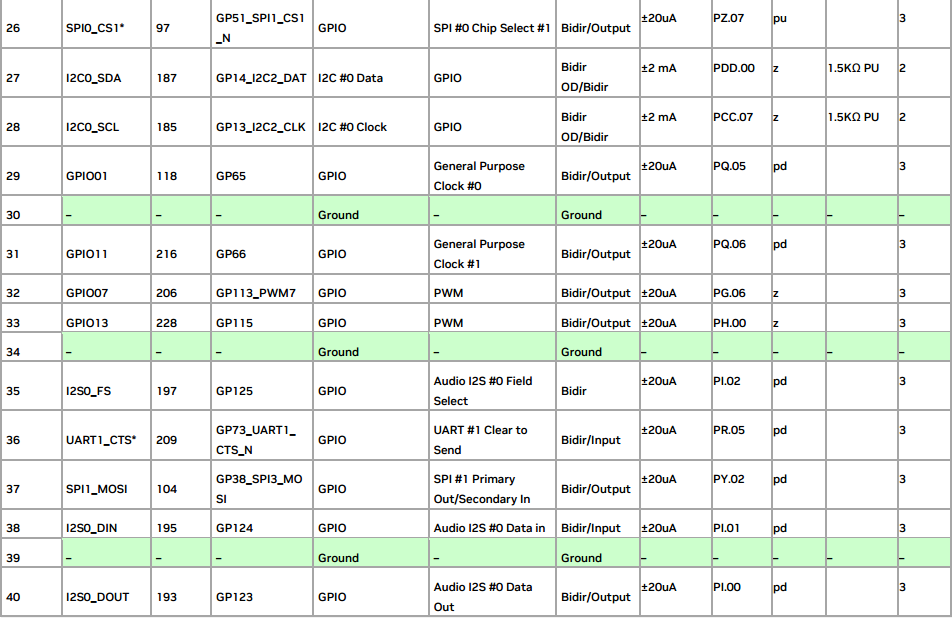 26 SPI0_CS1* 97 GP51_SPI1_CS1 _N GPIO SPI #0 Chip Select #1 Bidir/Output ±20uA PZ.07 pu 3
27 I2C0_SDA 187 GP14_I2C2_DAT I2C #0 Data GPIO Bidir OD/Bidir ±2 mA PDD.00 z 1.5KΩ PU 2
28 I2C0_SCL 185 GP13_I2C2_CLK I2C #0 Clock GPIO Bidir OD/Bidir ±2 mA PCC.07 z 1.5KΩ PU 2
29 GPIO01 118 GP65 GPIO General Purpose Clock #0 Bidir/Output ±20uA PQ.05 pd 3
30 – – – Ground – Ground – – – – –
31 GPIO11 216 GP66 GPIO General Purpose Clock #1 Bidir/Output ±20uA PQ.06 pd 3
32 GPIO07 206 GP113_PWM7 GPIO PWM Bidir/Output ±20uA PG.06 z 3
33 GPIO13 228 GP115 GPIO PWM Bidir/Output ±20uA PH.00 z 3
34 – – – Ground – Ground – – – – –
35 I2S0_FS 197 GP125 GPIO Audio I2S #0 Field Select Bidir ±20uA PI.02 pd 3
36 UART1_CTS* 209 GP73_UART1_ CTS_N GPIO UART #1 Clear to Send Bidir/Input ±20uA PR.05 pd 3
37 SPI1_MOSI 104 GP38_SPI3_MO SI GPIO SPI #1 Primary Out/Secondary In Bidir/Output ±20uA PY.02 pd 3
38 I2S0_DIN 195 GP124 GPIO Audio I2S #0 Data in Bidir/Input ±20uA PI.01 pd 3
39 – – – Ground – Ground – – – – –
40 I2S0_DOUT 193 GP123 GPIO Audio I2S #0 Data Out Bidir/Output ±20uA PI.00 pd 3